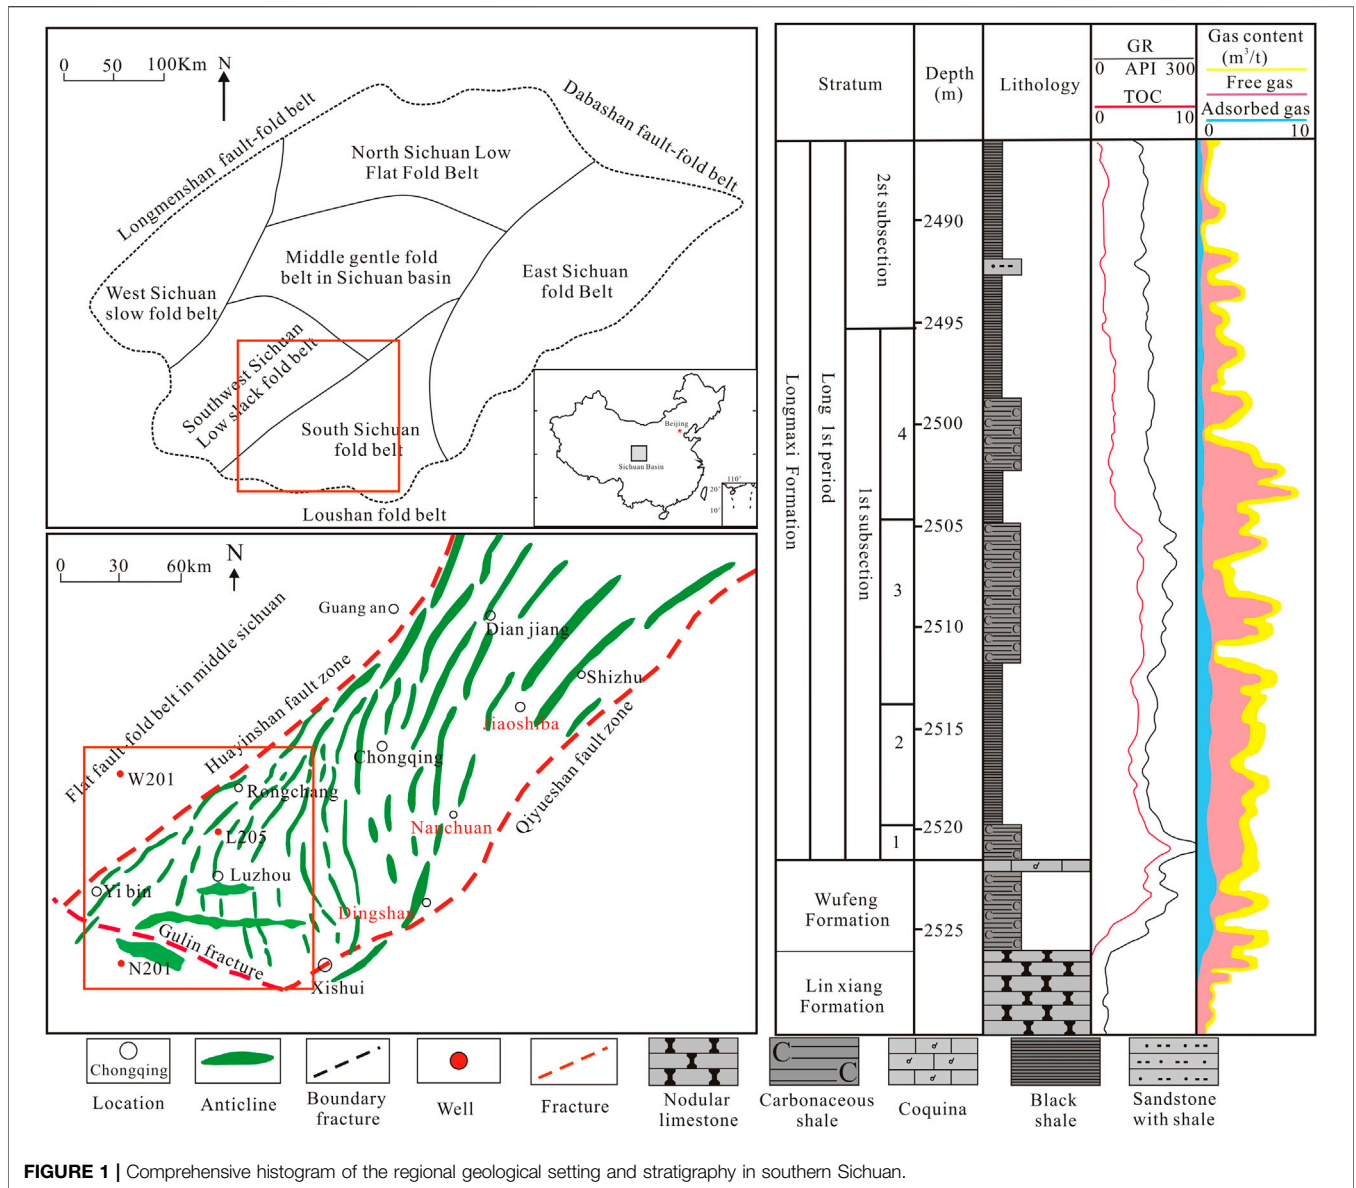 0 50 100Km N
Longmenshan fault-fold belt
Dabashan fault-fold belt
North Sichuan Low
Flat Fold Belt
Middle gentle fold
belt in Sichuan basin
East Sichuan
fold Belt
West Sichuan
slow fold belt
Southwest Sichuan
Low slack fold belt
South Sichuan
fold belt
Loushan fold belt
Beijing
Sichuan Basin
110°
20°
10°
N
0 30 60km
Guang an
Dian jiang
Shizhu
Jiaoshiba
Flat fault-fold belt in middle sichuan
Huayinshan fault zone
Qiyueshan fault zone
Chongqing
W201
Rongchang
L205
Nanchuan
Luzhou
Yi bin
Dingshan
Gulin fracture
N201
Xishui
Stratum
Depth
(m)
Lithology
GR
0 API 300
TOC
0 10
Gas content
(m³/t)
Free gas
Adsorbed gas
0 10
Longmaxi Formation
Long 1st period
2st subsection
1st subsection
4
3
2
1
Wufeng
Formation
Lin xiang
Formation
2490
2495
2500
2505
2510
2515
2520
2525
Chongqing
C
C
Location
Anticline
Boundary
fracture
Well
Fracture
Nodular
limestone
Carbonaceous
shale
Coquina
Black
shale
Sandstone
with shale
FIGURE 1 | Comprehensive histogram of the regional geological setting and stratigraphy in southern Sichuan.